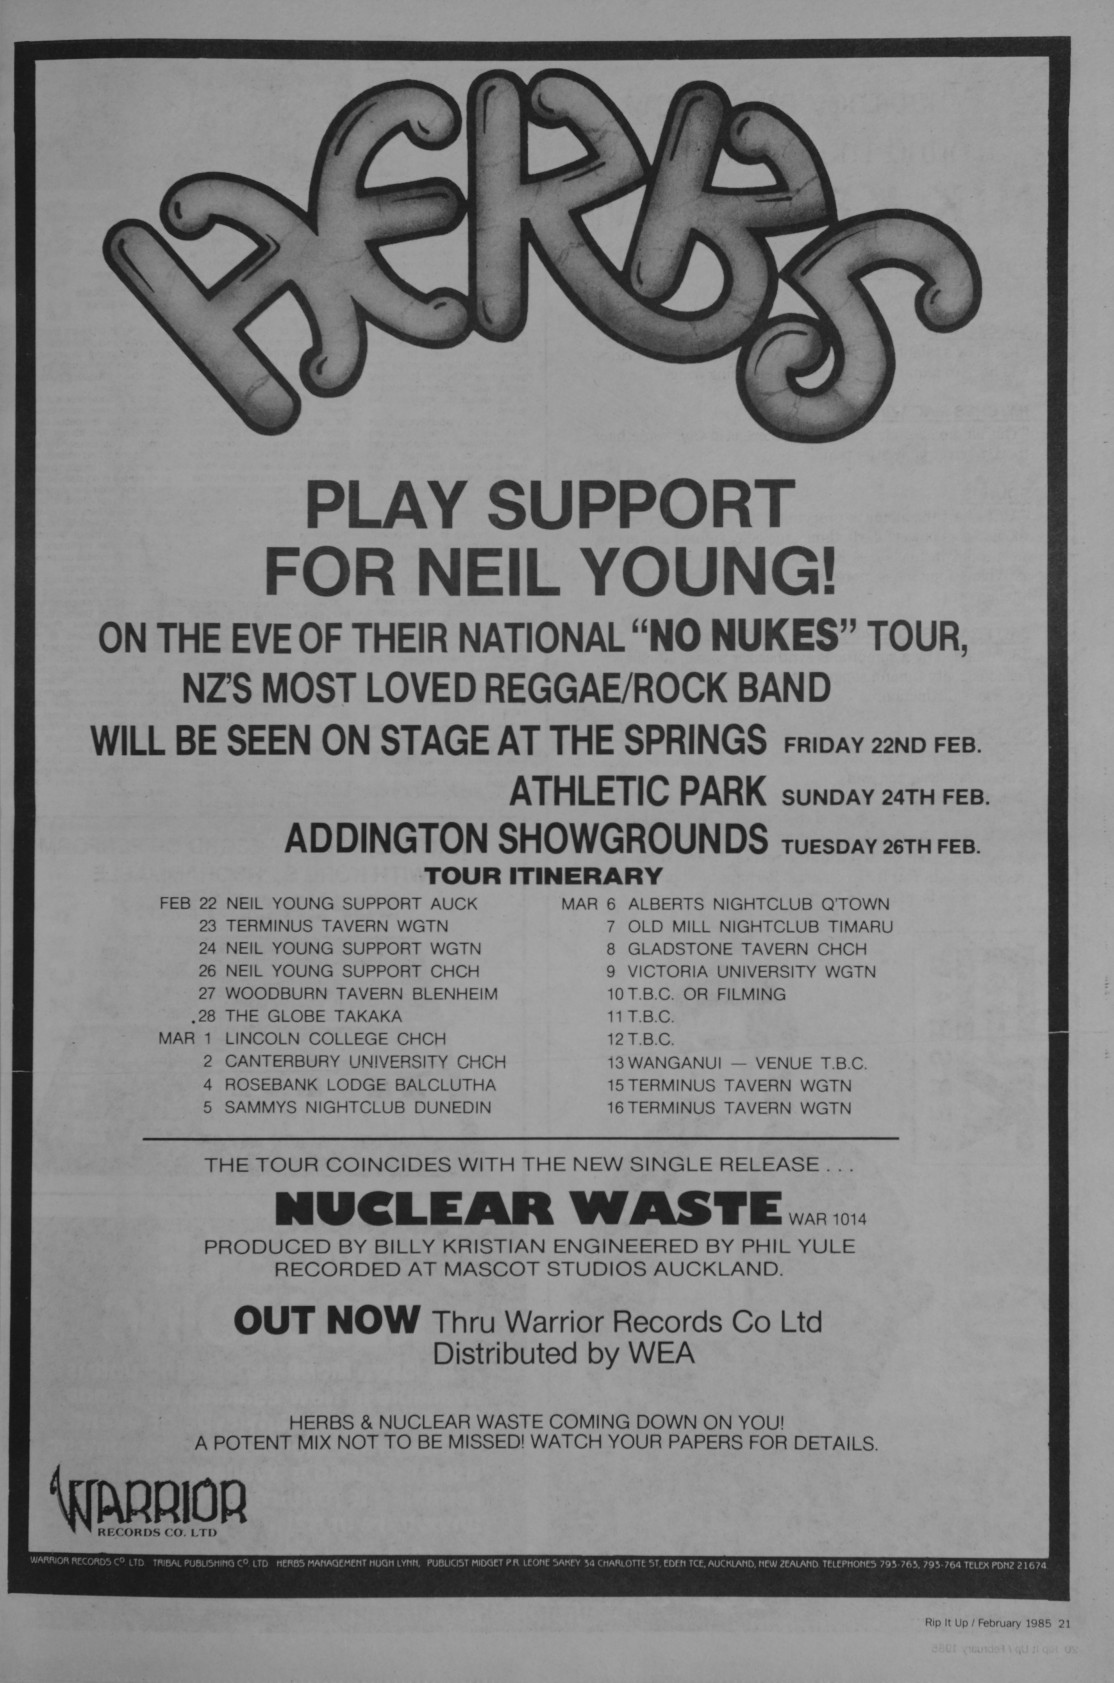 HERBS
PLAY SUPPORT
FOR NEIL YOUNG!
ON THE EVE OF THEIR NATIONAL "NO NUKES" TOUR,
NZ'S MOST LOVED REGGAE/ROCK BAND
WILL BE SEEN ON STAGE AT THE SPRINGS FRIDAY 22ND FEB.
ATHLETIC PARK SUNDAY 24TH FEB.
ADDINGTON SHOWGROUNDS TUESDAY 26TH FEB.
TOUR ITINERARY
FEB 22 NEIL YOUNG SUPPORT AUCK
23 TERMINUS TAVERN WGTN
24 NEIL YOUNG SUPPORT WGTN
26 NEIL YOUNG SUPPORT CHCH
27 WOODBURN TAVERN BLENHEIM
28 THE GLOBE TAKAKA
MAR 1 LINCOLN COLLEGE CHCH
2 CANTERBURY UNIVERSITY CHCH
4 ROSEBANK LODGE BALCLUTHA
5 SAMMYS NIGHTCLUB DUNEDIN
MAR 6 ALBERTS NIGHTCLUB Q'TOWN
7 OLD MILL NIGHTCLUB TIMARU
8 GLADSTONE TAVERN CHCH
9 VICTORIA UNIVERSITY WGTN
10 T.B.C. OR FILMING
11 T.B.C.
12 T.B.C.
13 WANGANUI — VENUE T.B.C.
15 TERMINUS TAVERN WGTN
16 TERMINUS TAVERN WGTN
THE TOUR COINCIDES WITH THE NEW SINGLE RELEASE . . .
NUCLEAR WASTE WAR 1014
PRODUCED BY BILLY KRISTIAN ENGINEERED BY PHIL YULE
RECORDED AT MASCOT STUDIOS AUCKLAND.
OUT NOW Thru Warrior Records Co Ltd
Distributed by WEA
HERBS & NUCLEAR WASTE COMING DOWN ON YOU!
A POTENT MIX NOT TO BE MISSED! WATCH YOUR PAPERS FOR DETAILS.
WARRIOR
RECORDS CO. LTD
WARRIOR RECORDS CO. LTD TRIBAL PUBLISHING CO. LTD HERBS MANAGEMENT HUGH LYNN, PUBLICIST MIDGET P.R. LEONE SAHEY 34 CHARLOTTE ST, EDEN TCE, AUCKLAND, NEW ZEALAND. TELEPHONES 793-763, 793-764 TELEX PDNZ 21674
Rip It Up / February 1985 21